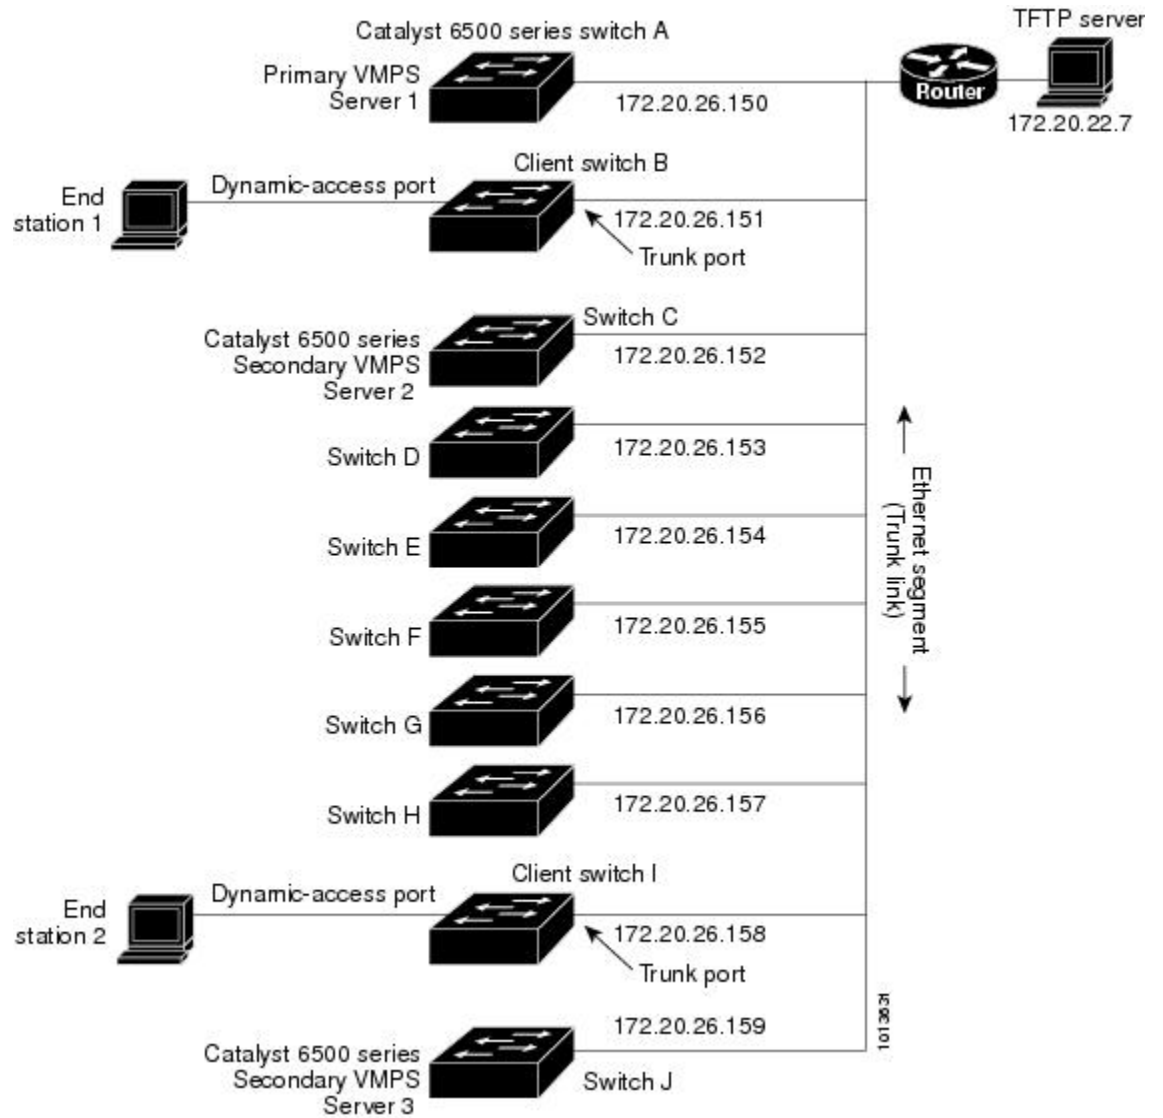 Catalyst 6500 series switch A
TFTP server
Primary VMPS
Server 1
172.20.26.150
Router
172.20.22.7
Client switch B
End
station 1
Dynamic-access port
172.20.26.151
Trunk port
Switch C
Catalyst 6500 series
Secondary VMPS
Server 2
172.20.26.152
Switch D
172.20.26.153
Ethernet segment
(Trunk link)
Switch E
172.20.26.154
Switch F
172.20.26.155
Switch G
172.20.26.156
Switch H
172.20.26.157
Client switch I
End
station 2
Dynamic-access port
172.20.26.158
Trunk port
172.20.26.159
Catalyst 6500 series
Secondary VMPS
Server 3
Switch J